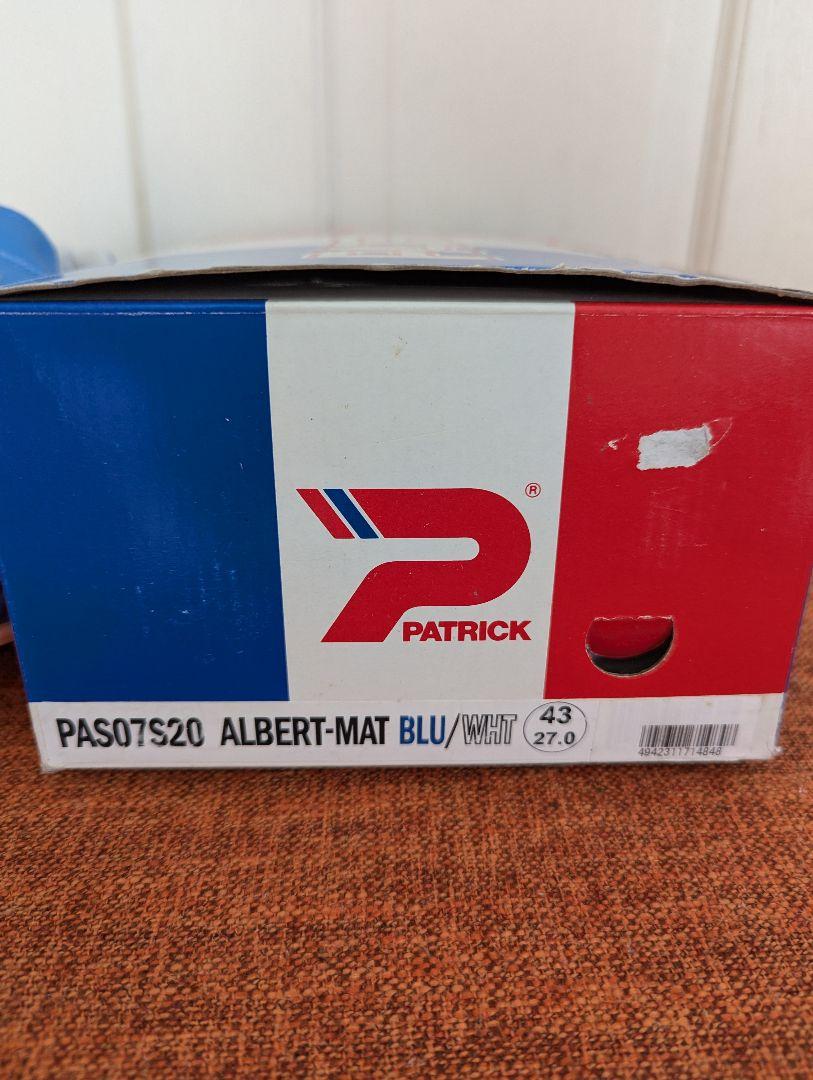 ®
PATRICK
PAS07S20 ALBERT-MAT BLU/WHT 43 27.0
4942311714848